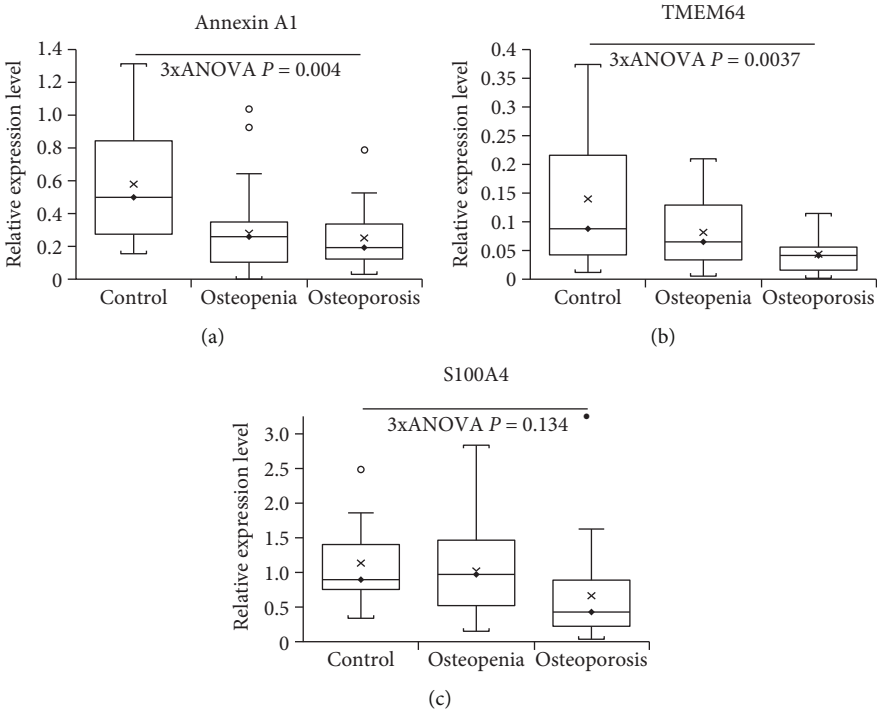 Annexin A1
3xANOVA P = 0.004
Relative expression level
1.4
1.2
1.0
0.8
0.6
0.4
0.2
0
Control
Osteopenia
Osteoporosis
(a)
TMEM64
3xANOVA P = 0.0037
Relative expression level
0.4
0.35
0.3
0.25
0.2
0.15
0.1
0.05
0
Control
Osteopenia
Osteoporosis
(b)
S100A4
3xANOVA P = 0.134
Relative expression level
3.0
2.5
2.0
1.5
1.0
0.5
0
Control
Osteopenia
Osteoporosis
(c)